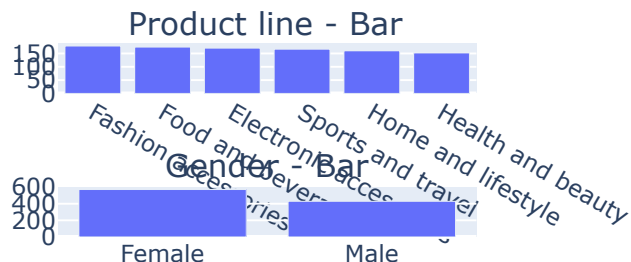 Product line - Bar
150
100
50
0
Fashion accessories
Food and beverages
Electronic accessories
Sports and travel
Home and lifestyle
Health and beauty
Gender - Bar
600
400
200
0
Female
Male